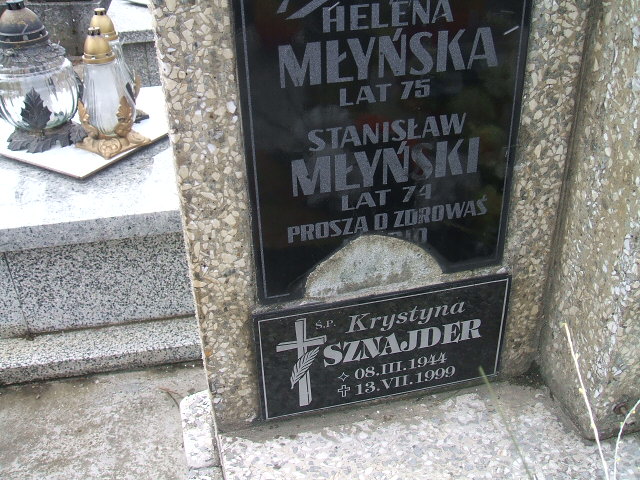 HELENA
MŁYŃSKA
LAT 75
STANISŁAW
MŁYŃSKI
LAT 74
PROSZĄ O ZDROWAŚ
Ś.P. Krystyna
SZNAJDER
08.III.1944
13.VII.1999